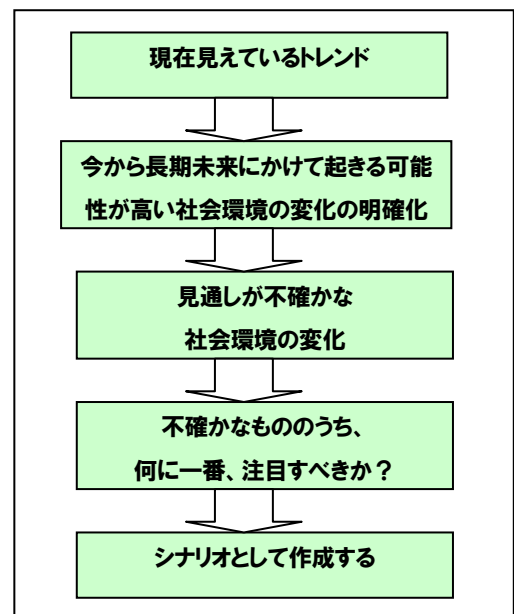 現在見えているトレンド
今から長期未来にかけて起きる可能
性が高い社会環境の変化の明確化
見通しが不確かな
社会環境の変化
不確かなもののうち、
何に一番、注目すべきか？
シナリオとして作成する